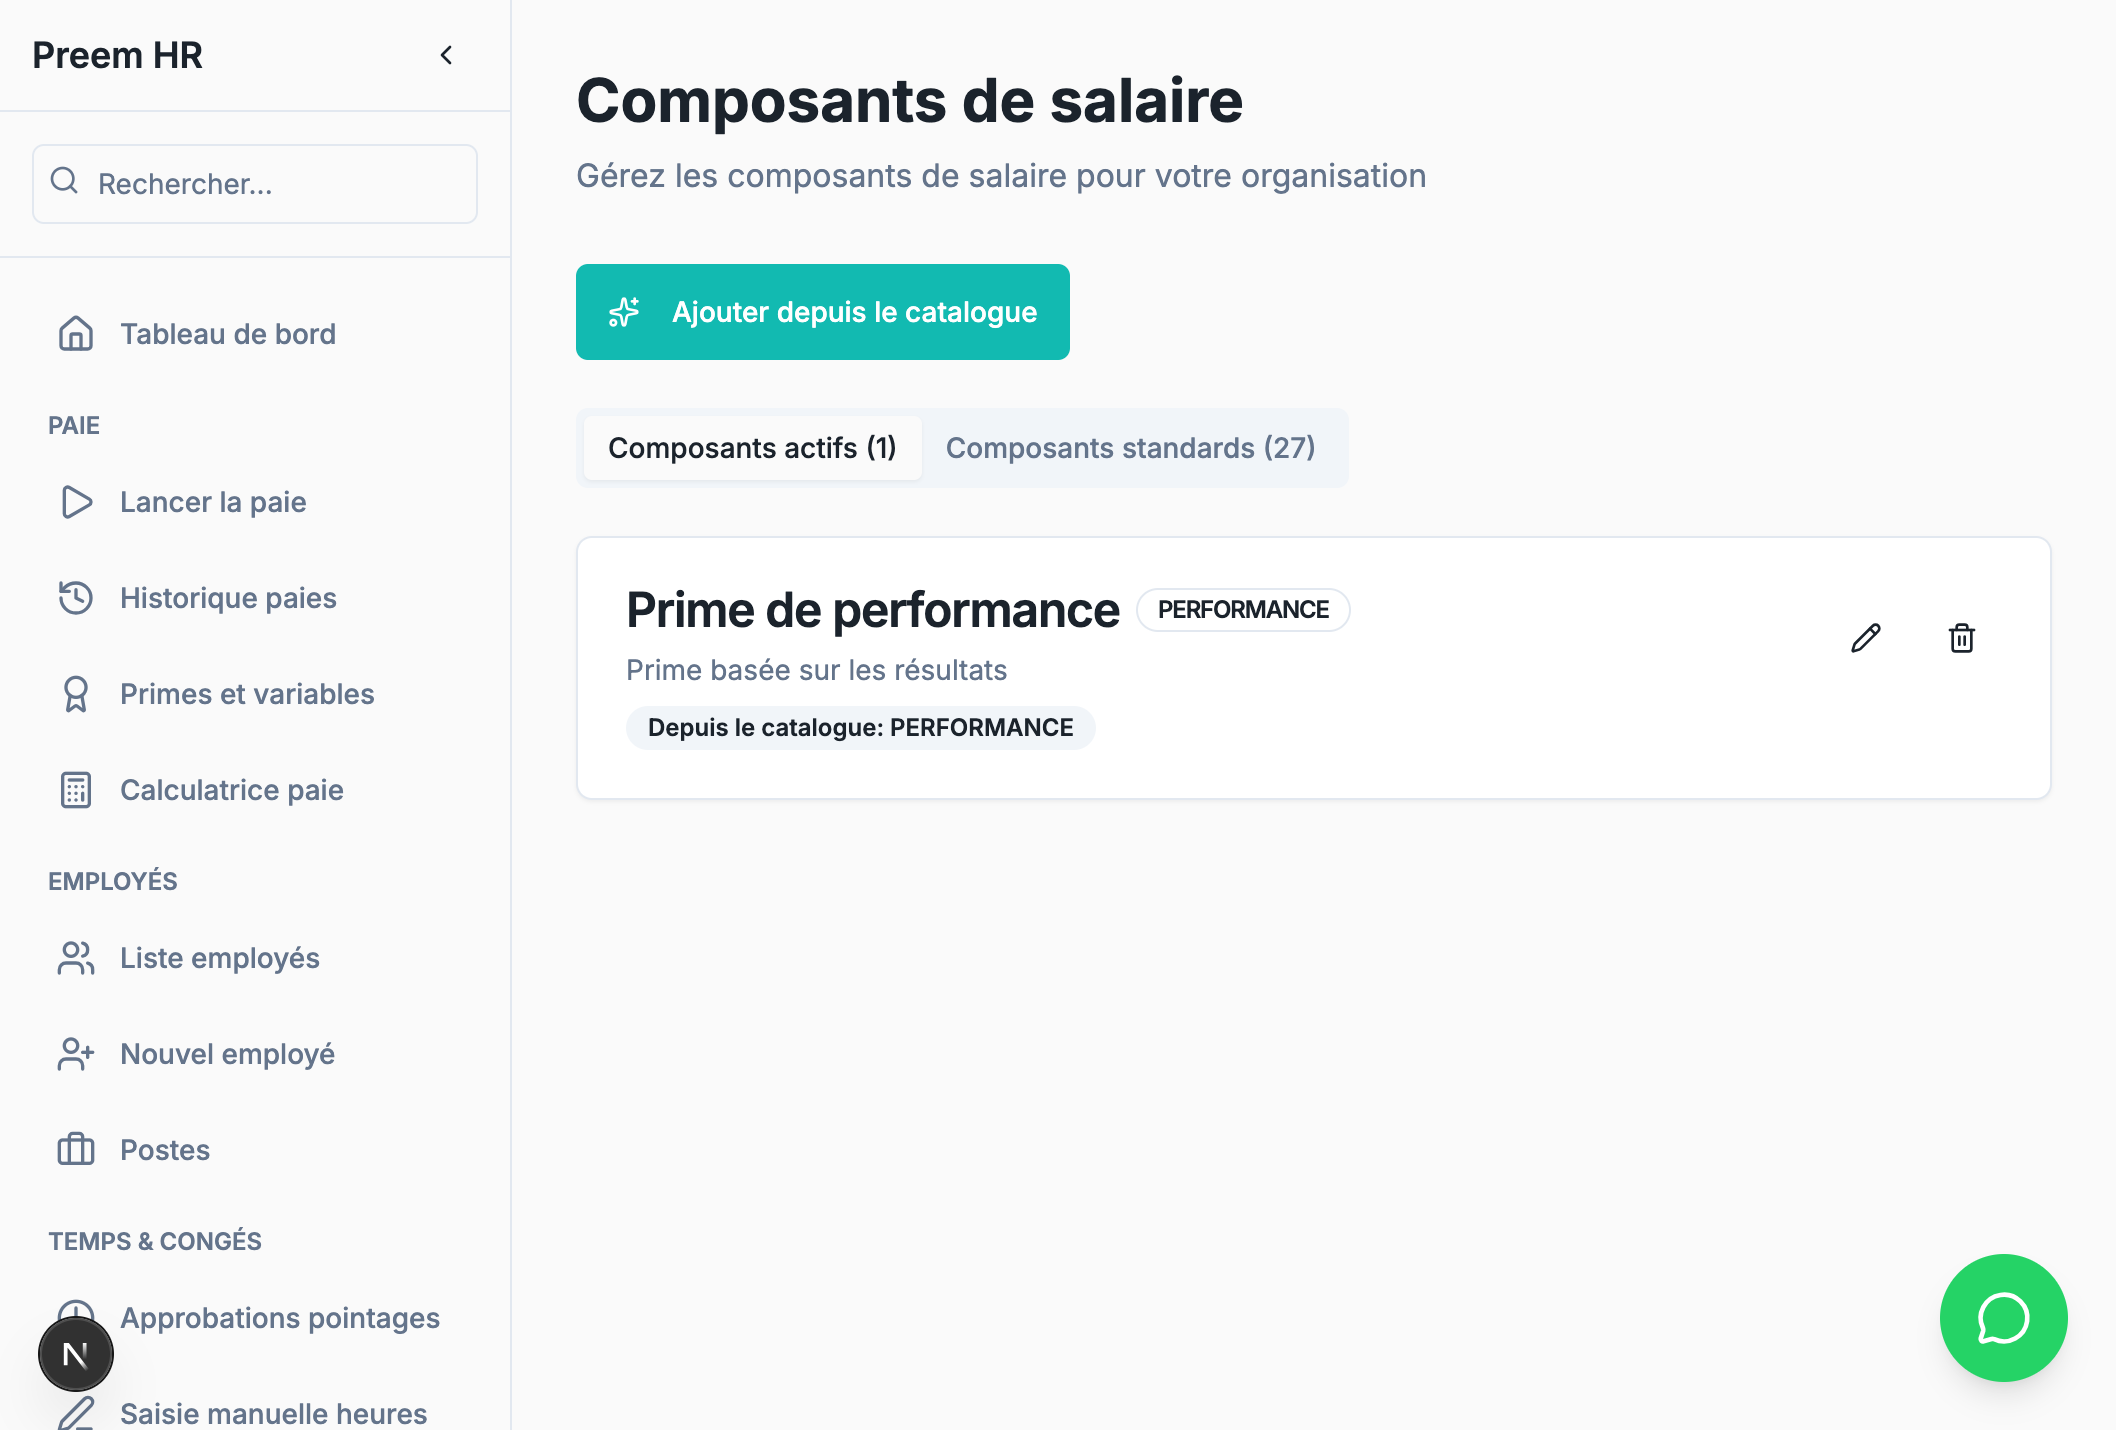 Preem HR
Rechercher...
Tableau de bord
PAIE
Lancer la paie
Historique paies
Primes et variables
Calculatrice paie
EMPLOYÉS
Liste employés
Nouvel employé
Postes
TEMPS & CONGÉS
Approbations pointages
N
Saisie manuelle heures
Composants de salaire
Gérez les composants de salaire pour votre organisation
Ajouter depuis le catalogue
Composants actifs (1)
Composants standards (27)
Prime de performance PERFORMANCE
Prime basée sur les résultats
Depuis le catalogue: PERFORMANCE